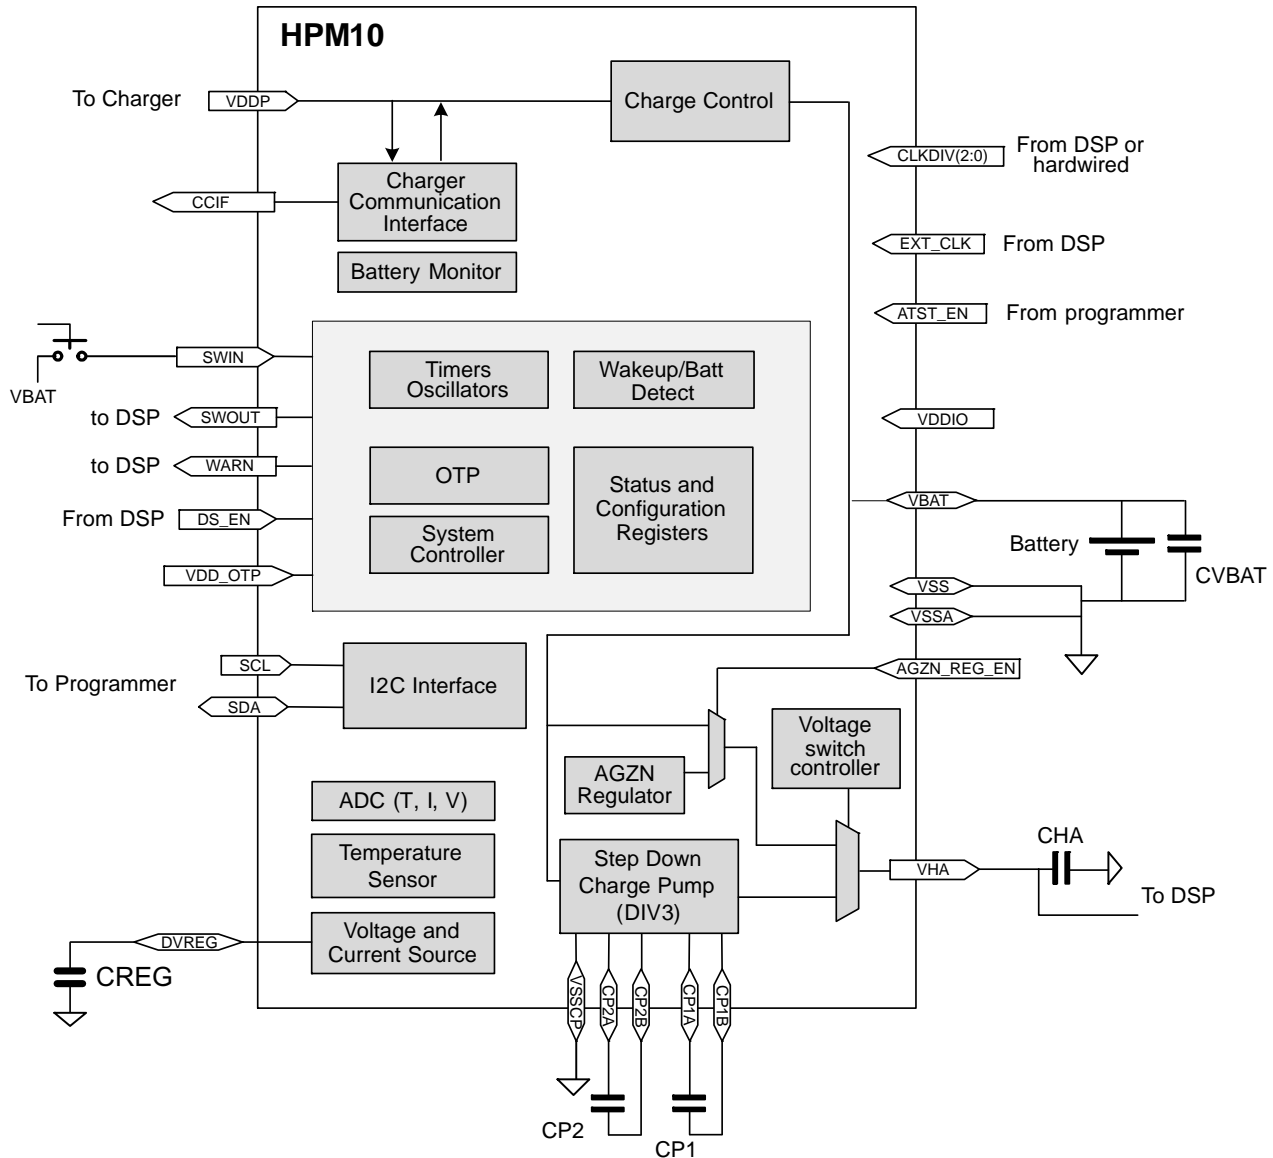 HPM10
To Charger
VDDP
Charge Control
CLKDIV(2:0)
From DSP or
hardwired
CCIF
Charger
Communication
Interface
EXT_CLK
From DSP
Battery Monitor
ATST_EN
From programmer
SWIN
VBAT
Timers
Oscillators
Wakeup/Batt
Detect
to DSP
SWOUT
VDDIO
to DSP
WARN
OTP
Status and
Configuration
Registers
VBAT
From DSP
DS_EN
System
Controller
Battery
CVBAT
VDD_OTP
VSS
VSSA
SCL
To Programmer
SDA
I2C Interface
AGZN_REG_EN
Voltage
switch
controller
AGZN
Regulator
ADC (T, I, V)
Temperature
Sensor
Step Down
Charge Pump
(DIV3)
CHA
VHA
To DSP
DVREG
Voltage and
Current Source
CREG
VSSCP
CP2A
CP2B
CP1A
CP1B
CP2
CP1